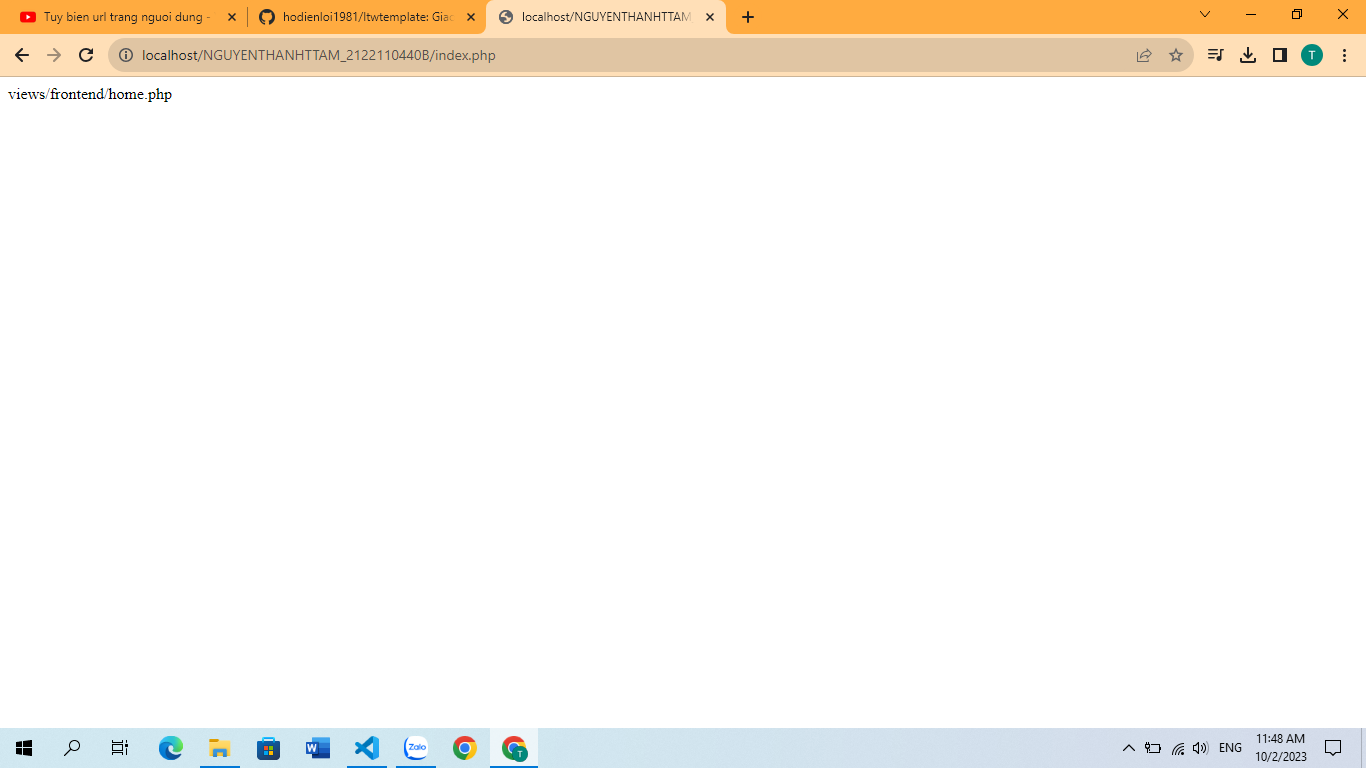 Tuy bien url trang nguoi dung -
hodienloi1981/ltwtemplate: Giao
localhost/NGUYENTHANHTTAM
localhost/NGUYENTHANHTTAM_2122110440B/index.php
T
views/frontend/home.php
W
Zalo
T
ENG
11:48 AM
10/2/2023